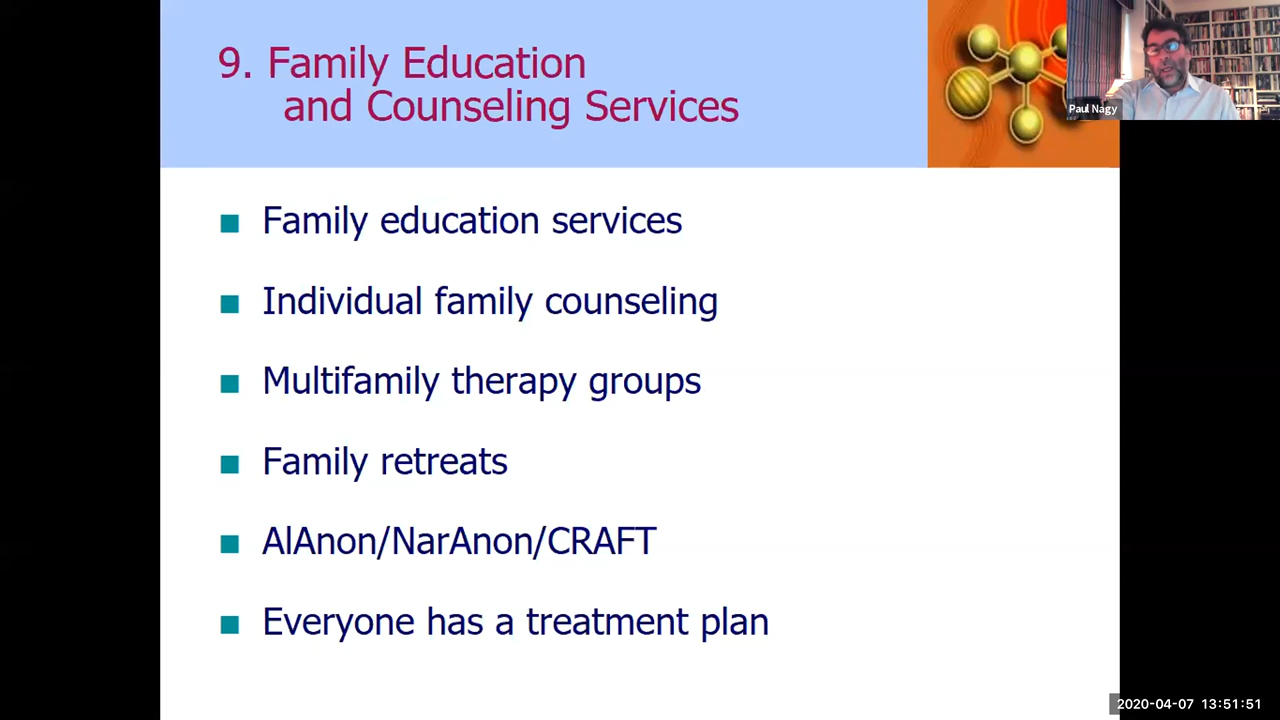 9. Family Education
and Counseling Services
Paul Nagy
Family education services
Individual family counseling
Multifamily therapy groups
Family retreats
AlAnon/NarAnon/CRAFT
Everyone has a treatment plan
2020-04-07 13:51:51